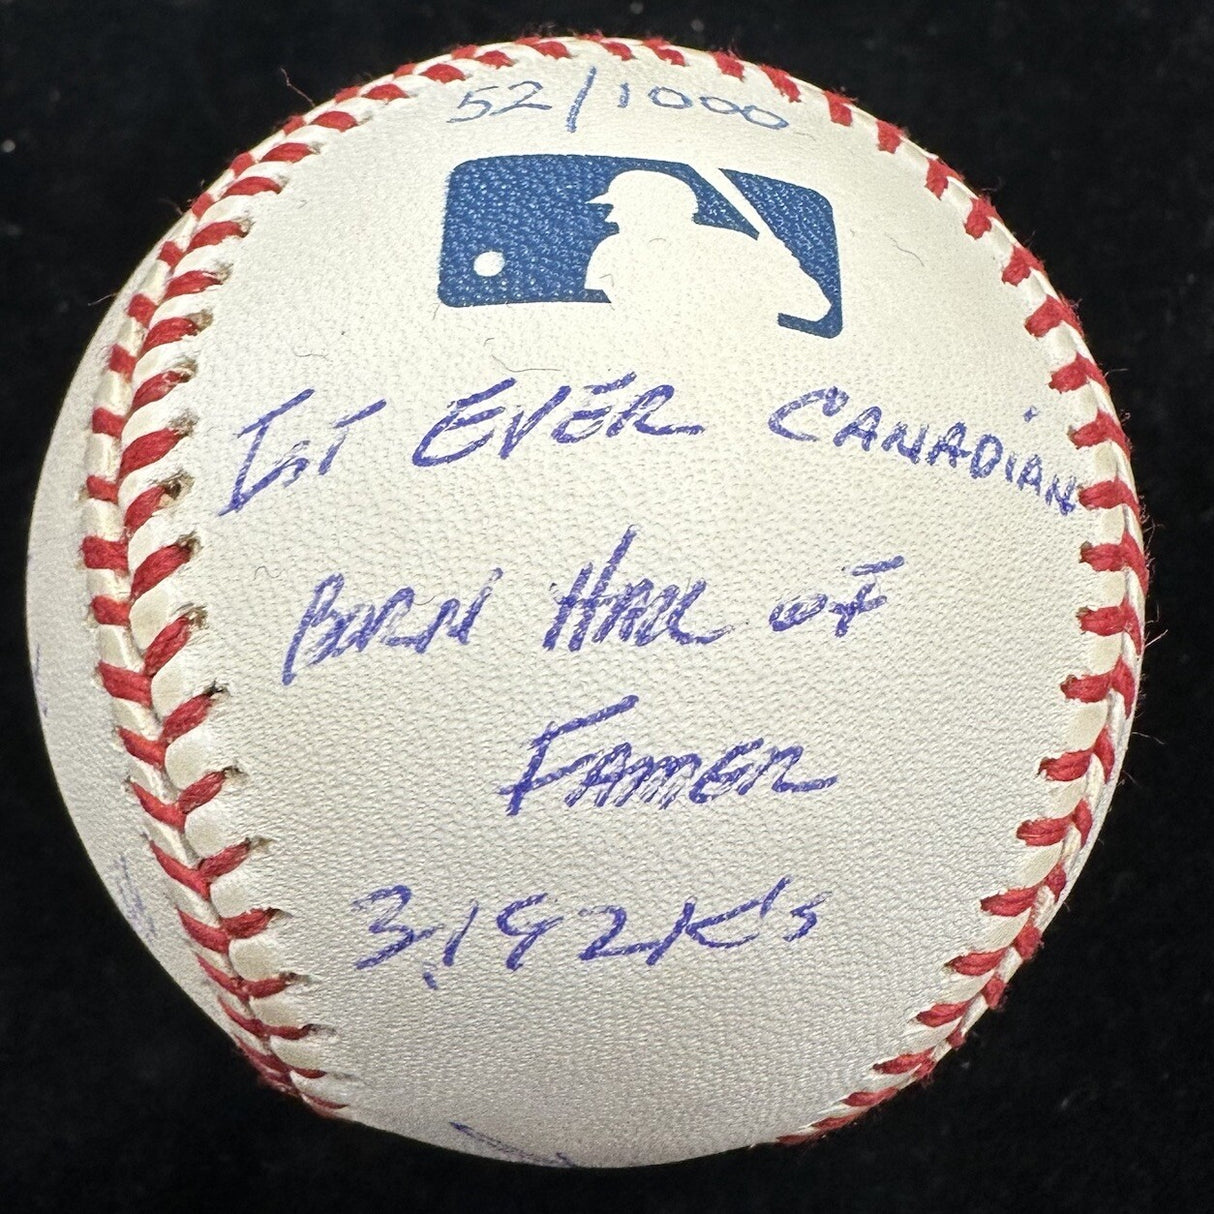 52/1000
1ST EVER CANADIAN
BORN HALL OF
FAMER
3,192 K's